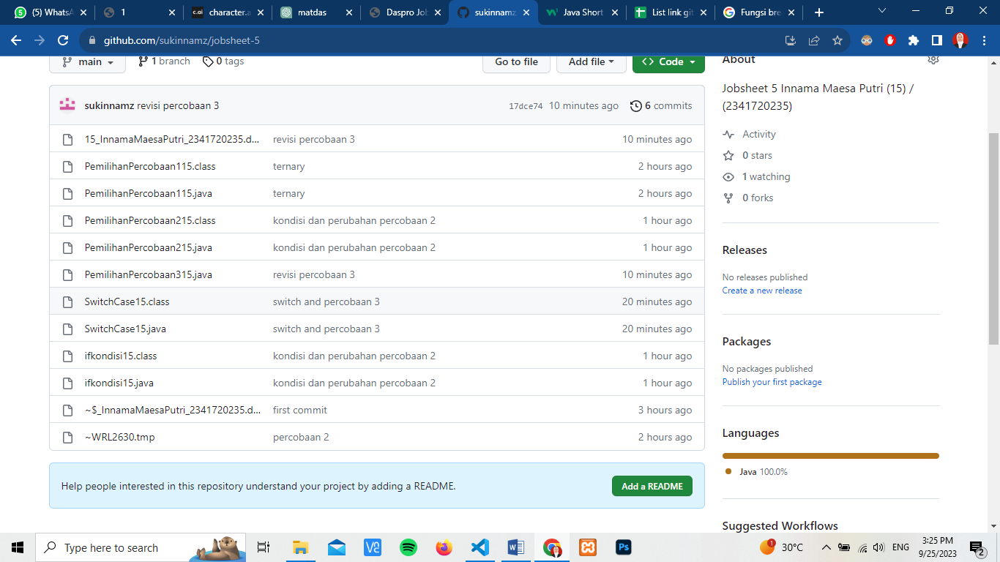 (5) WhatsA
1
c.ai character.a
matdas
Daspro Job
sukinnamz
Java Short
List link git
Fungsi bre
github.com/sukinnamz/jobsheet-5
main
1 branch
0 tags
Go to file
Add file
Code
sukinnamz revisi percobaan 3
17dce74 10 minutes ago 6 commits
15_InnamaMaesaPutri_2341720235.d... revisi percobaan 3 10 minutes ago
PemilihanPercobaan115.class ternary 2 hours ago
PemilihanPercobaan115.java ternary 2 hours ago
PemilihanPercobaan215.class kondisi dan perubahan percobaan 2 1 hour ago
PemilihanPercobaan215.java kondisi dan perubahan percobaan 2 1 hour ago
PemilihanPercobaan315.java revisi percobaan 3 10 minutes ago
SwitchCase15.class switch and percobaan 3 20 minutes ago
SwitchCase15.java switch and percobaan 3 20 minutes ago
ifkondisi15.class kondisi dan perubahan percobaan 2 1 hour ago
ifkondisi15.java kondisi dan perubahan percobaan 2 1 hour ago
~$_InnamaMaesaPutri_2341720235.d... first commit 3 hours ago
~WRL2630.tmp percobaan 2 2 hours ago
Help people interested in this repository understand your project by adding a README.
Add a README
About
Jobsheet 5 Innama Maesa Putri (15) /
(2341720235)
Activity
0 stars
1 watching
0 forks
Releases
No releases published
Create a new release
Packages
No packages published
Publish your first package
Languages
Java 100.0%
Suggested Workflows
Type here to search
V2
W
Ps
1
30°C
ENG
3:25 PM
9/25/2023
2